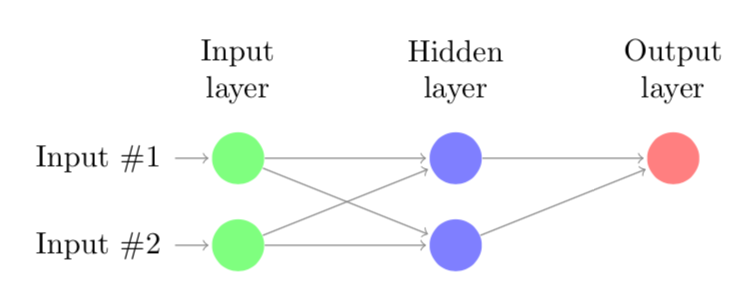 Input
layer
Hidden
layer
Output
layer
Input #1
Input #2